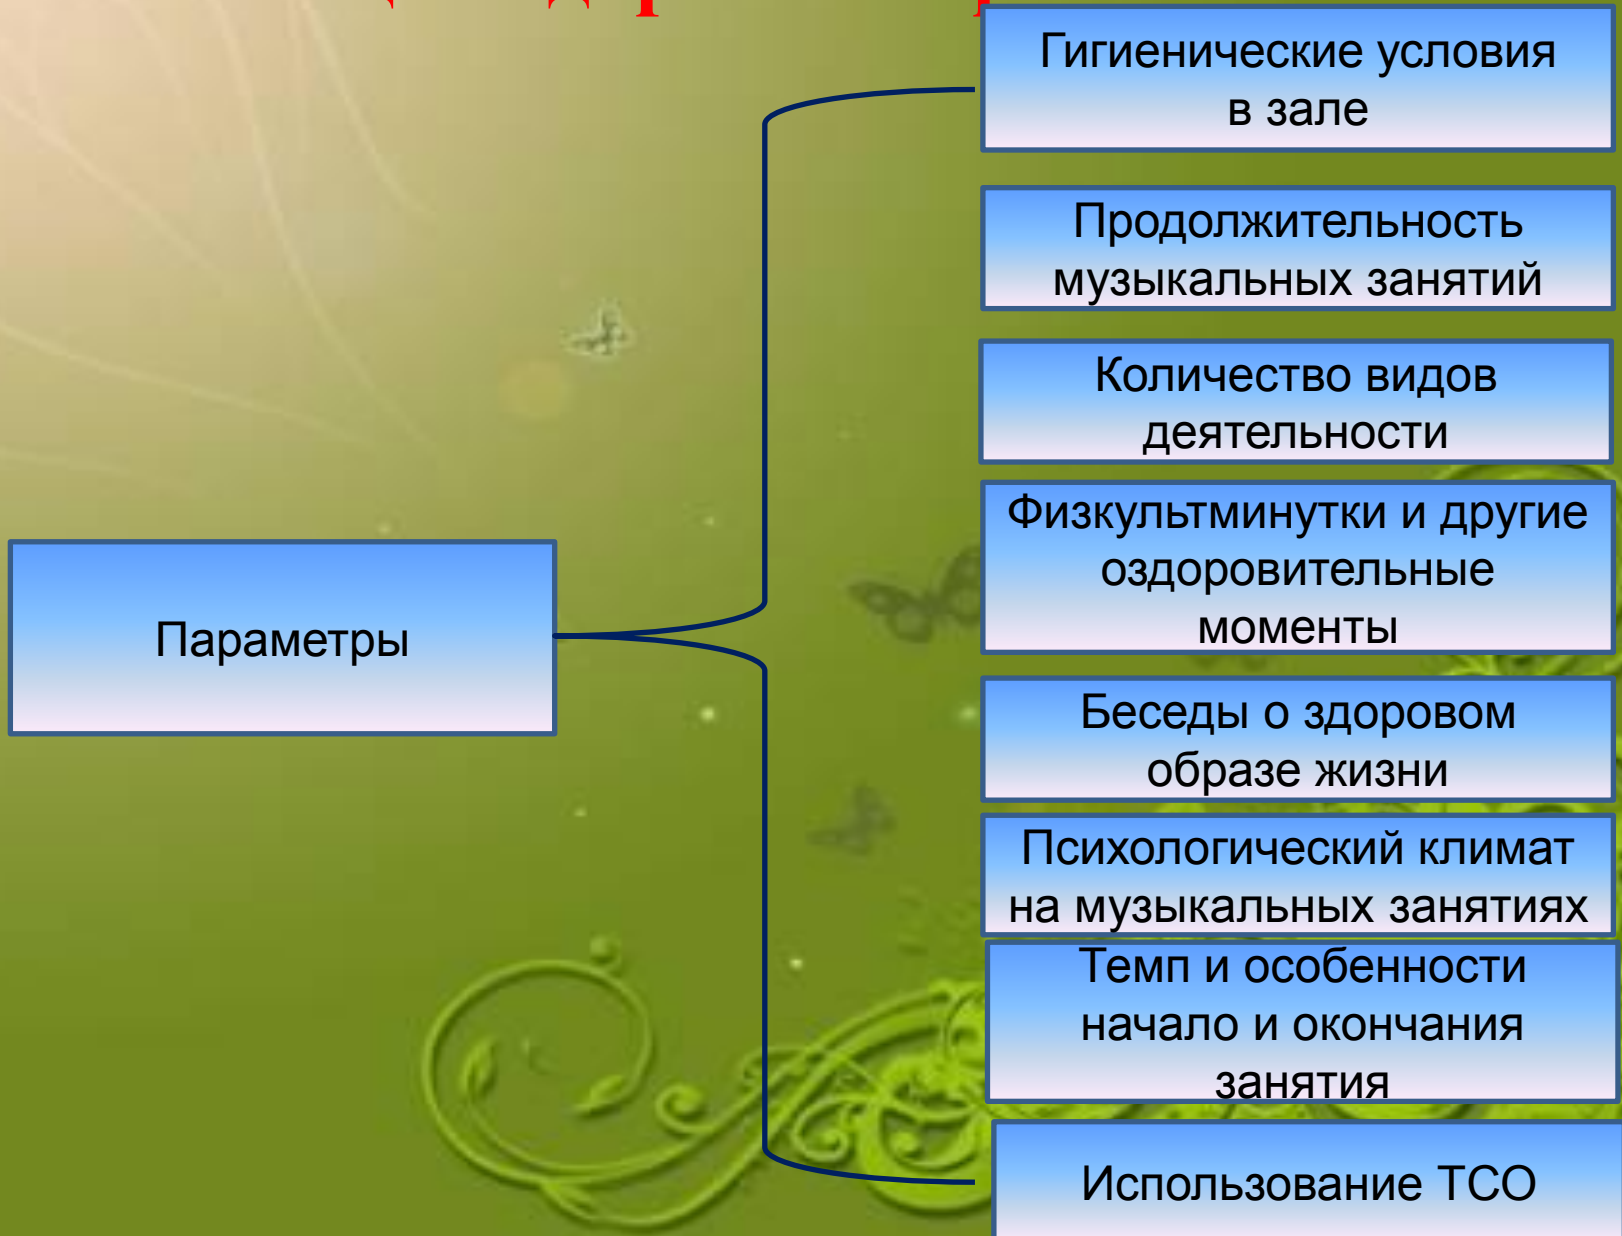 Параметры
Гигиенические условия
в зале
Продолжительность
музыкальных занятий
Количество видов
деятельности
Физкультминутки и другие
оздоровительные
моменты
Беседы о здоровом
образе жизни
Психологический климат
на музыкальных занятиях
Темп и особенности
начало и окончания
занятия
Использование ТСО